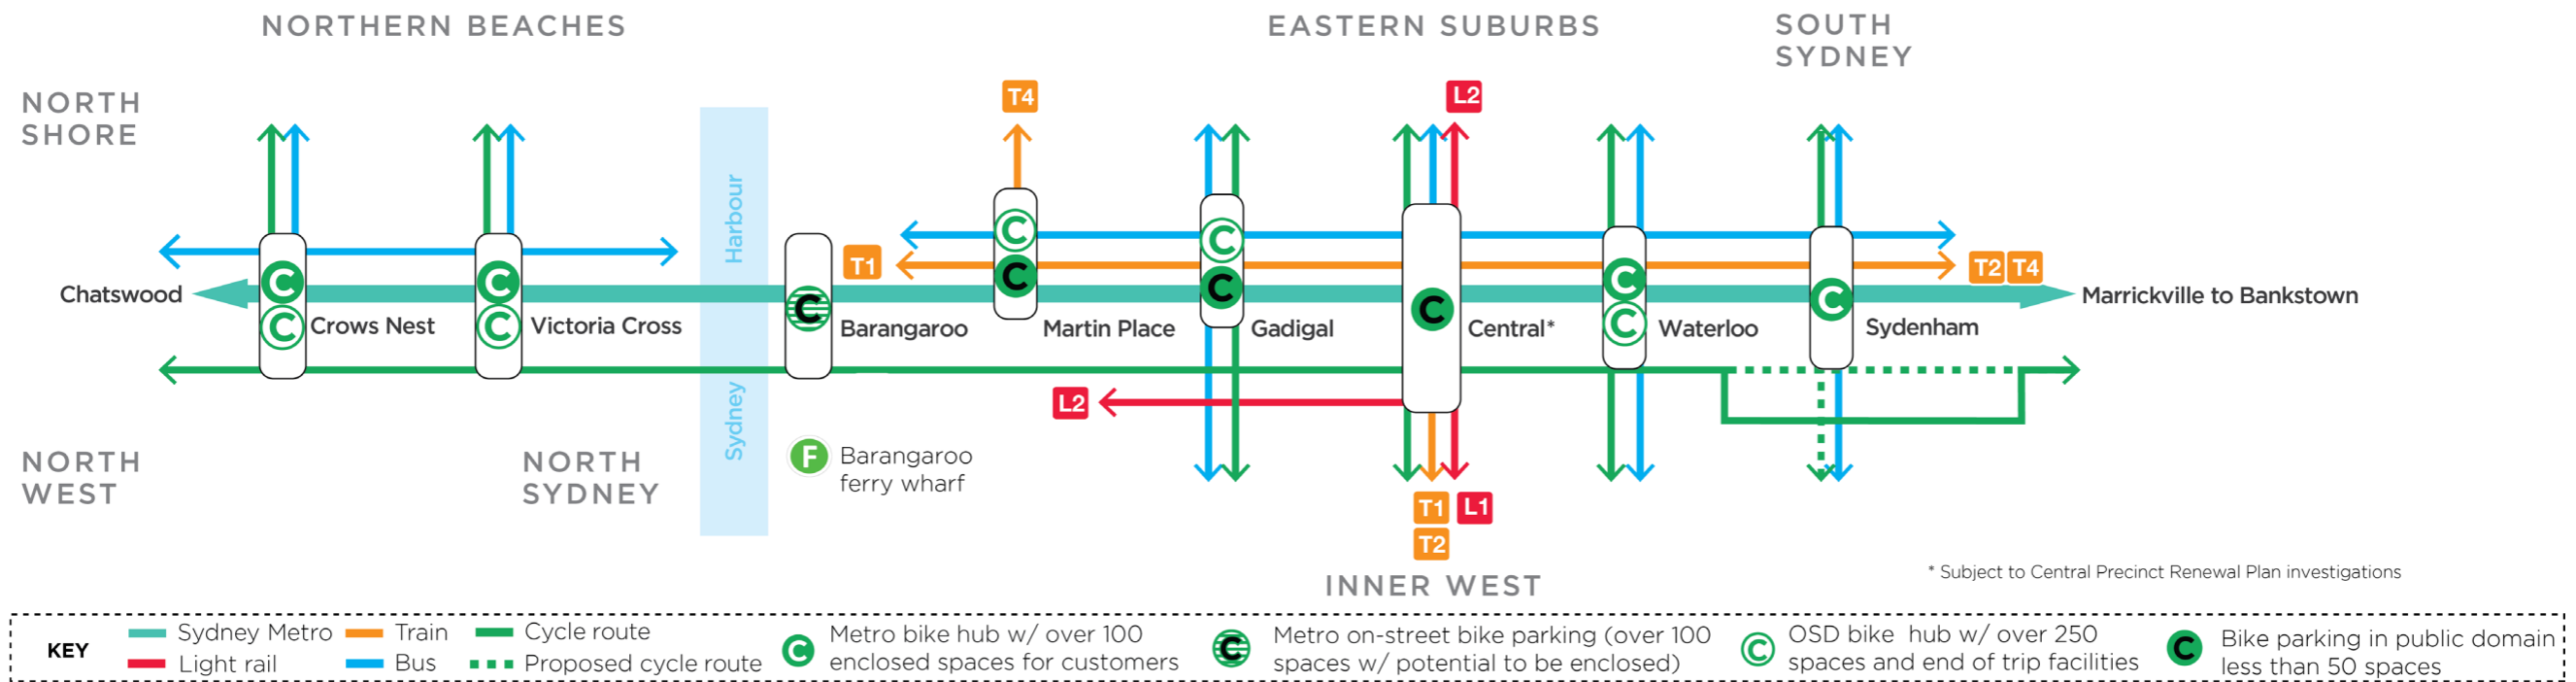 NORTHERN BEACHES
EASTERN SUBURBS
SOUTH
SYDNEY
NORTH
SHORE
T4
L2
Sydney Harbour
T1
T2 T4
C
C
C
C
C
C
C
C
C
C
C
C
C
Chatswood
Marrickville to Bankstown
Crows Nest
Victoria Cross
Barangaroo
Martin Place
Gadigal
Central*
Waterloo
Sydenham
L2
NORTH
WEST
NORTH
SYDNEY
F
Barangaroo
ferry wharf
T1 L1
T2
INNER WEST
* Subject to Central Precinct Renewal Plan investigations
KEY
Sydney Metro
Light rail
Train
Bus
Cycle route
Proposed cycle route
C
Metro bike hub w/ over 100
enclosed spaces for customers
C
Metro on-street bike parking (over 100
spaces w/ potential to be enclosed)
C
OSD bike hub w/ over 250
spaces and end of trip facilities
C
Bike parking in public domain
less than 50 spaces